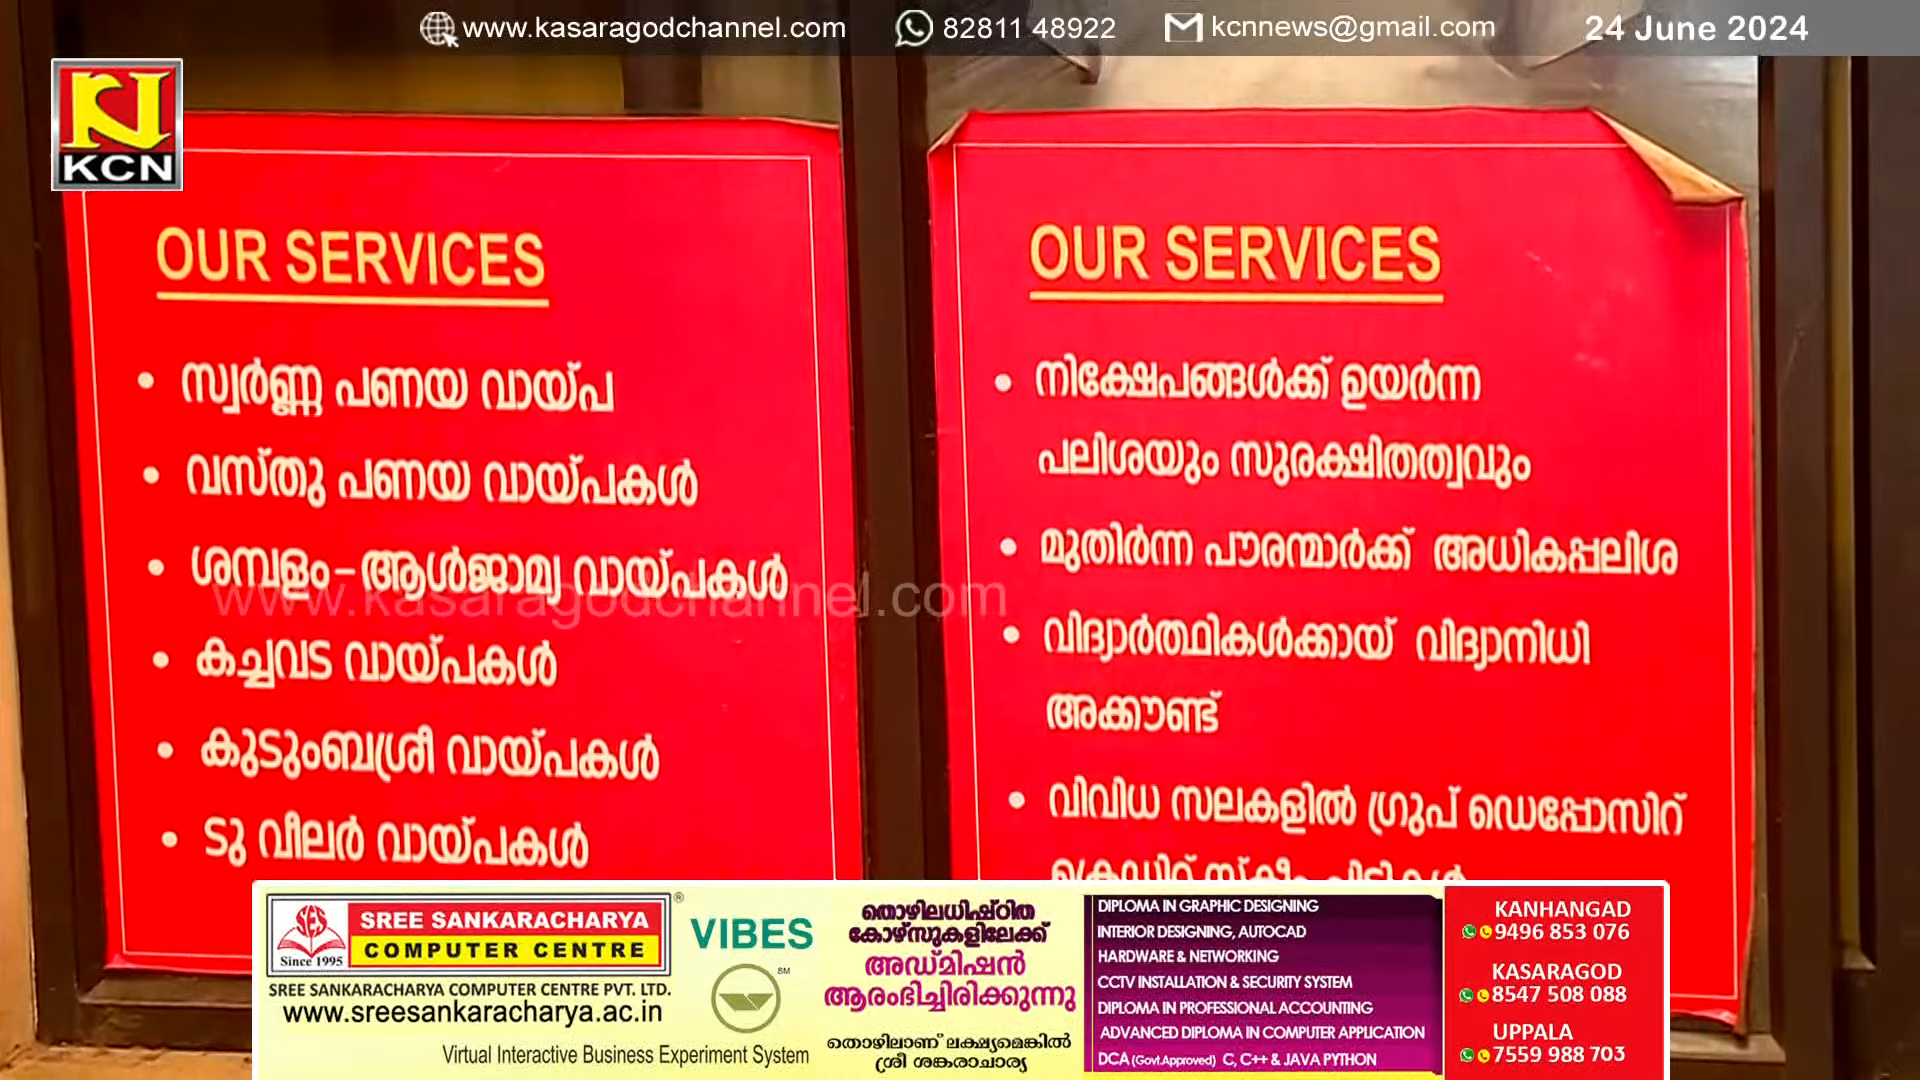 www.kasaragodchannel.com
82811 48922
kcnnews@gmail.com
24 June 2024
KCN
OUR SERVICES
• സ്വർണ്ണ പണയ വായ്പ
• വസ്തു പണയ വായ്പകൾ
• ശമ്പളം-ആൾജാമ്യ വായ്പകൾ
• കച്ചവട വായ്പകൾ
• കുടുംബശ്രീ വായ്പകൾ
• ടു വീലർ വായ്പകൾ
OUR SERVICES
• നിക്ഷേപങ്ങൾക്ക് ഉയർന്ന
പലിശയും സുരക്ഷിതത്വവും
• മുതിർന്ന പൗരന്മാർക്ക് അധികപ്പലിശ
• വിദ്യാർത്ഥികൾക്കായ് വിദ്യാനിധി
അക്കൗണ്ട്
• വിവിധ സലകളിൽ ഗ്രൂപ് ഡെപ്പോസിറ്റ്
www.kasaragodchannel.com
SES
Since 1995
SREE SANKARACHARYA
COMPUTER CENTRE
®
SREE SANKARACHARYA COMPUTER CENTRE PVT. LTD.
www.sreesankaracharya.ac.in
VIBES
SM
Virtual Interactive Business Experiment System
തൊഴിലധിഷ്ഠിത
കോഴ്സുകളിലേക്ക്
അഡ്മിഷൻ
ആരംഭിച്ചിരിക്കുന്നു
തൊഴിലാണ് ലക്ഷ്യമെങ്കിൽ
ശ്രീ ശങ്കരാചാര്യ
DIPLOMA IN GRAPHIC DESIGNING
INTERIOR DESIGNING, AUTOCAD
HARDWARE & NETWORKING
CCTV INSTALLATION & SECURITY SYSTEM
DIPLOMA IN PROFESSIONAL ACCOUNTING
ADVANCED DIPLOMA IN COMPUTER APPLICATION
DCA (Govt.Approved) C, C++ & JAVA PYTHON
KANHANGAD
9496 853 076
KASARAGOD
8547 508 088
UPPALA
7559 988 703